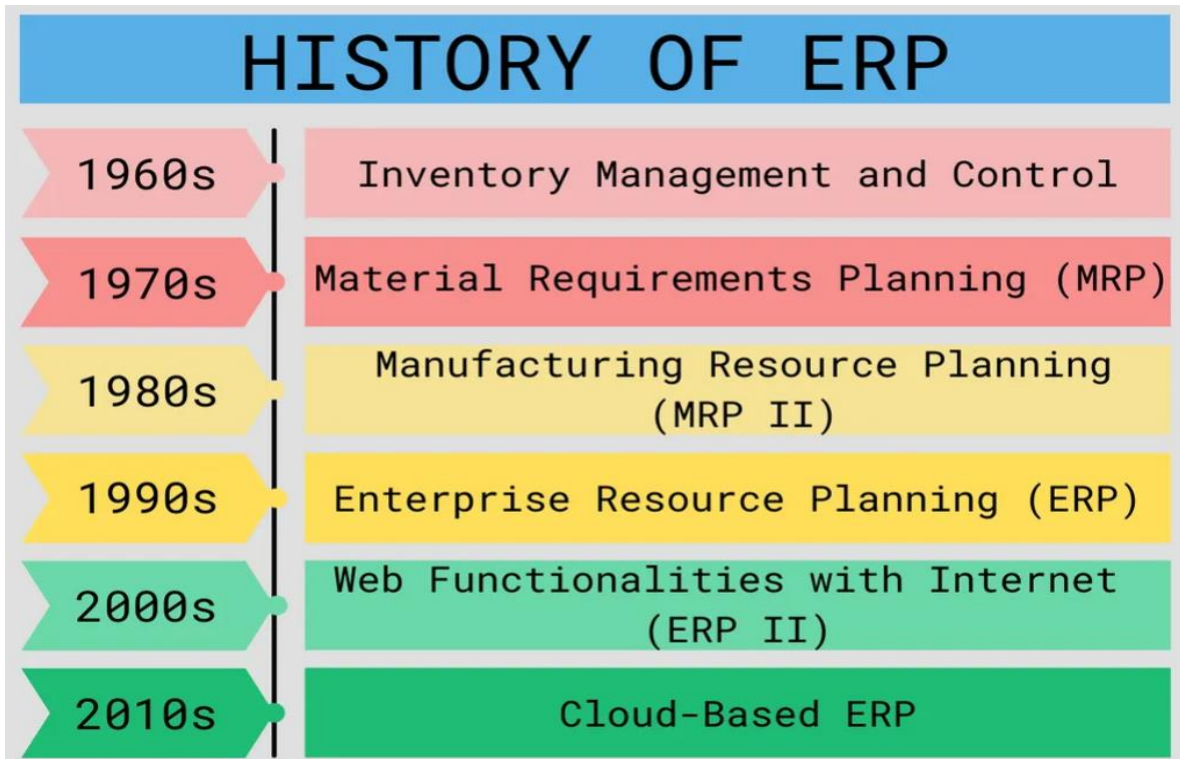 HISTORY OF ERP
1960s
Inventory Management and Control
1970s
Material Requirements Planning (MRP)
1980s
Manufacturing Resource Planning
(MRP II)
1990s
Enterprise Resource Planning (ERP)
2000s
Web Functionalities with Internet
(ERP II)
2010s
Cloud-Based ERP